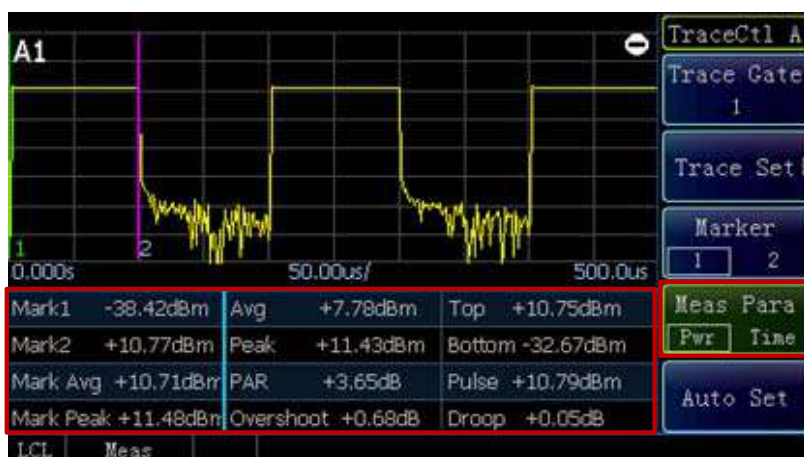 A1
1
2
0.000s 50.00us/ 500.0us
Mark1 -38.42dBm Avg +7.78dBm Top +10.75dBm
Mark2 +10.77dBm Peak +11.43dBm Bottom -32.67dBm
Mark Avg +10.71dBm PAR +3.65dB Pulse +10.79dBm
Mark Peak +11.48dBm Overshoot +0.68dB Droop +0.05dB
LCL Meas
TraceCtl A
Trace Gate
1
Trace Set
Marker
1 2
Meas Para
Pwr Time
Auto Set